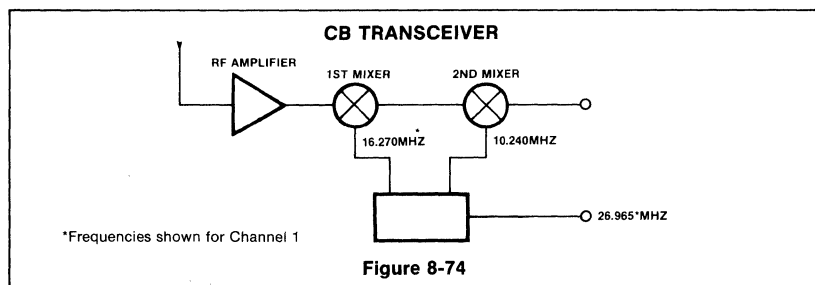 CB TRANSCEIVER
RF AMPLIFIER
1ST MIXER
2ND MIXER
16.270MHZ*
10.240MHZ
26.965*MHZ
*Frequencies shown for Channel 1
Figure 8-74